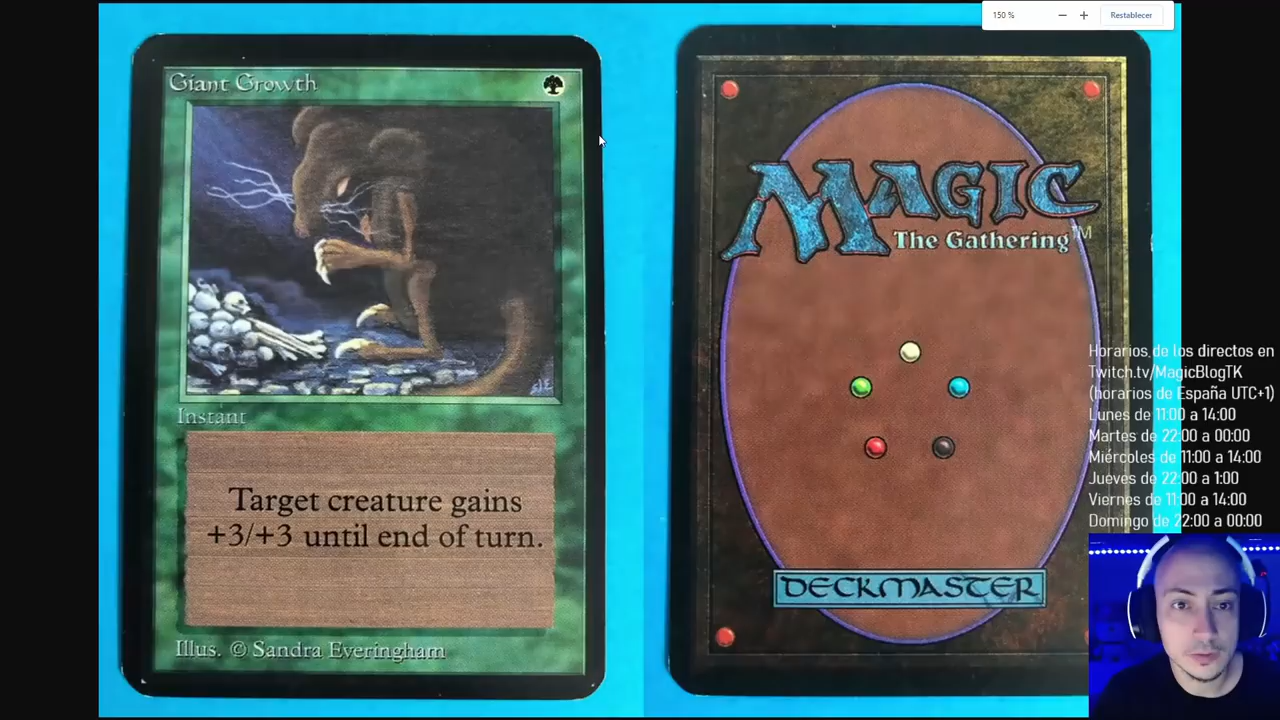 150 %
Restablecer
Giant Growth
Instant
Target creature gains
+3/+3 until end of turn.
Illus. © Sandra Everingham
MAGIC
The Gathering™
DECKMASTER
Horarios de los directos en
Twitch.tv/MagicBlogTK
(horarios de España UTC+1)
Lunes de 11:00 a 14:00
Martes de 22:00 a 00:00
Miércoles de 11:00 a 14:00
Jueves de 22:00 a 1:00
Viernes de 11:00 a 14:00
Domingo de 22:00 a 00:00